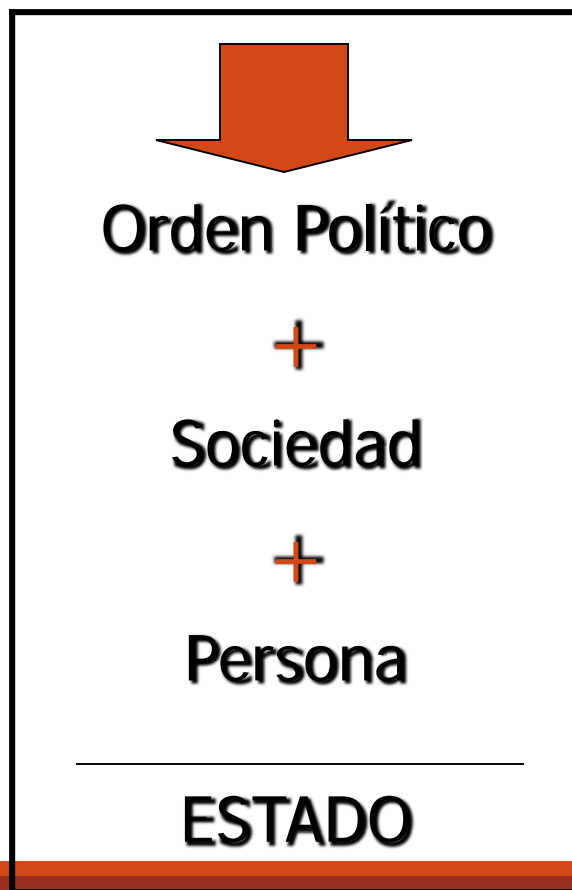 Orden Político
+
Sociedad
+
Persona
ESTADO